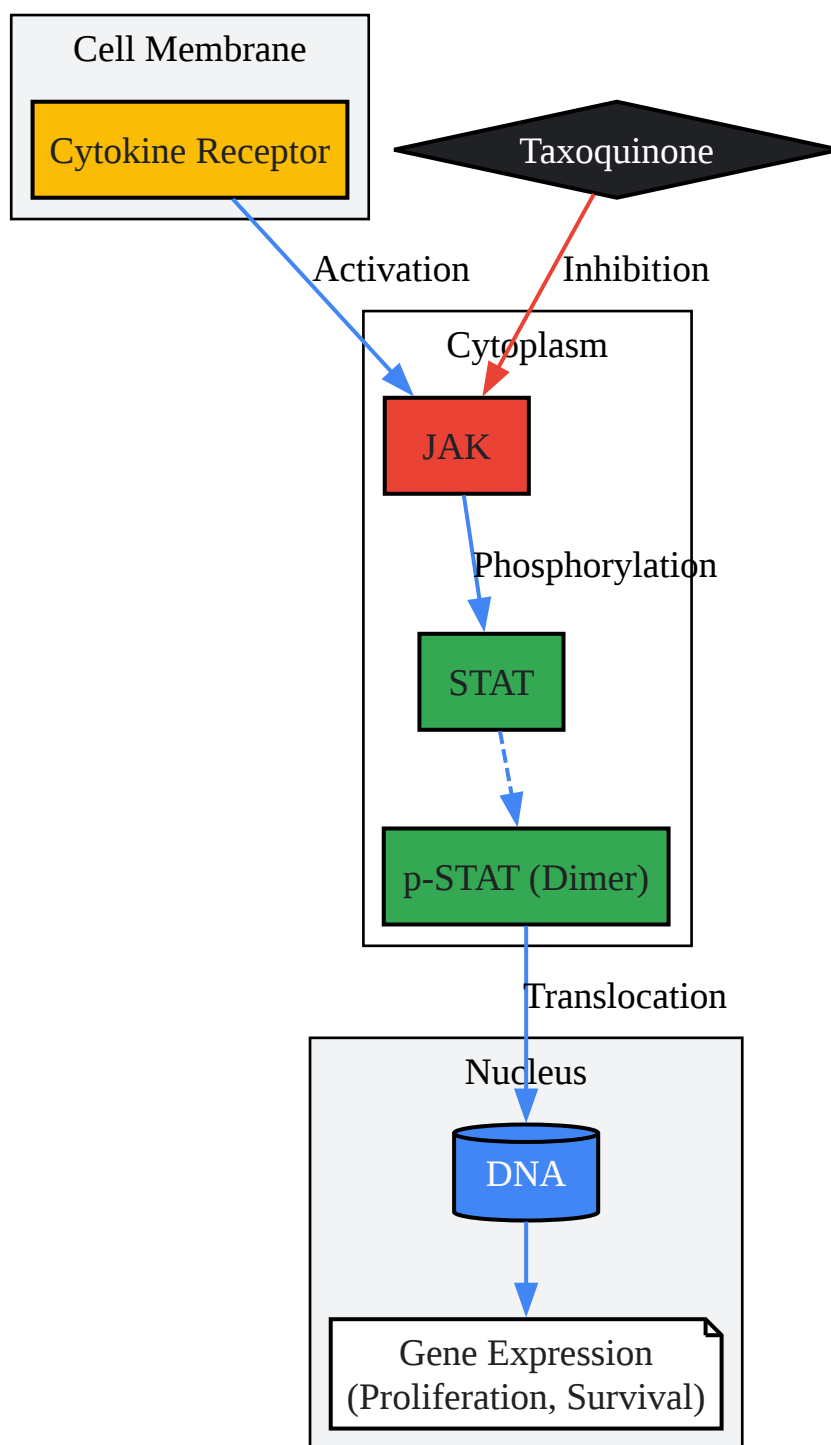 Cell Membrane
Cytokine Receptor
Taxoquinone
Activation
Inhibition
Cytoplasm
JAK
Phosphorylation
STAT
p-STAT (Dimer)
Translocation
Nucleus
DNA
Gene Expression
(Proliferation, Survival)